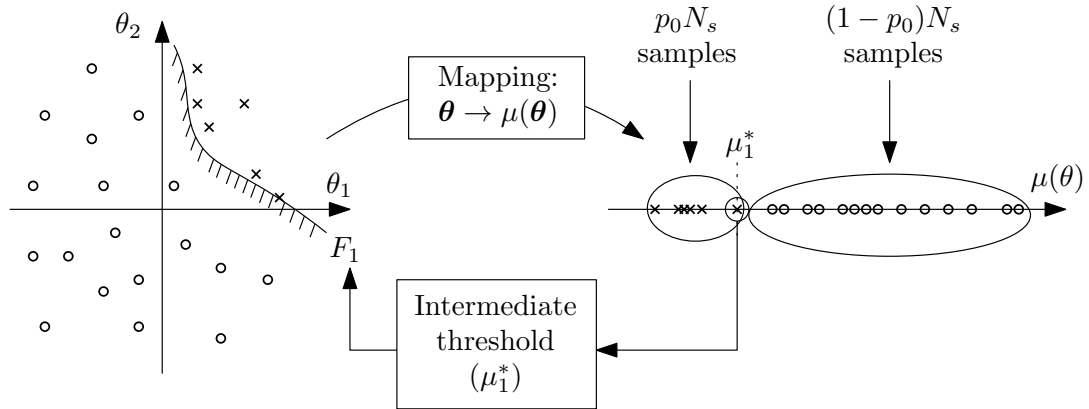 θ₂
θ₁
F₁
Mapping:
𝜽 → μ(𝜽)
p₀Nₛ
samples
(1 − p₀)Nₛ
samples
μ₁*
μ(θ)
Intermediate
threshold
(μ₁*)